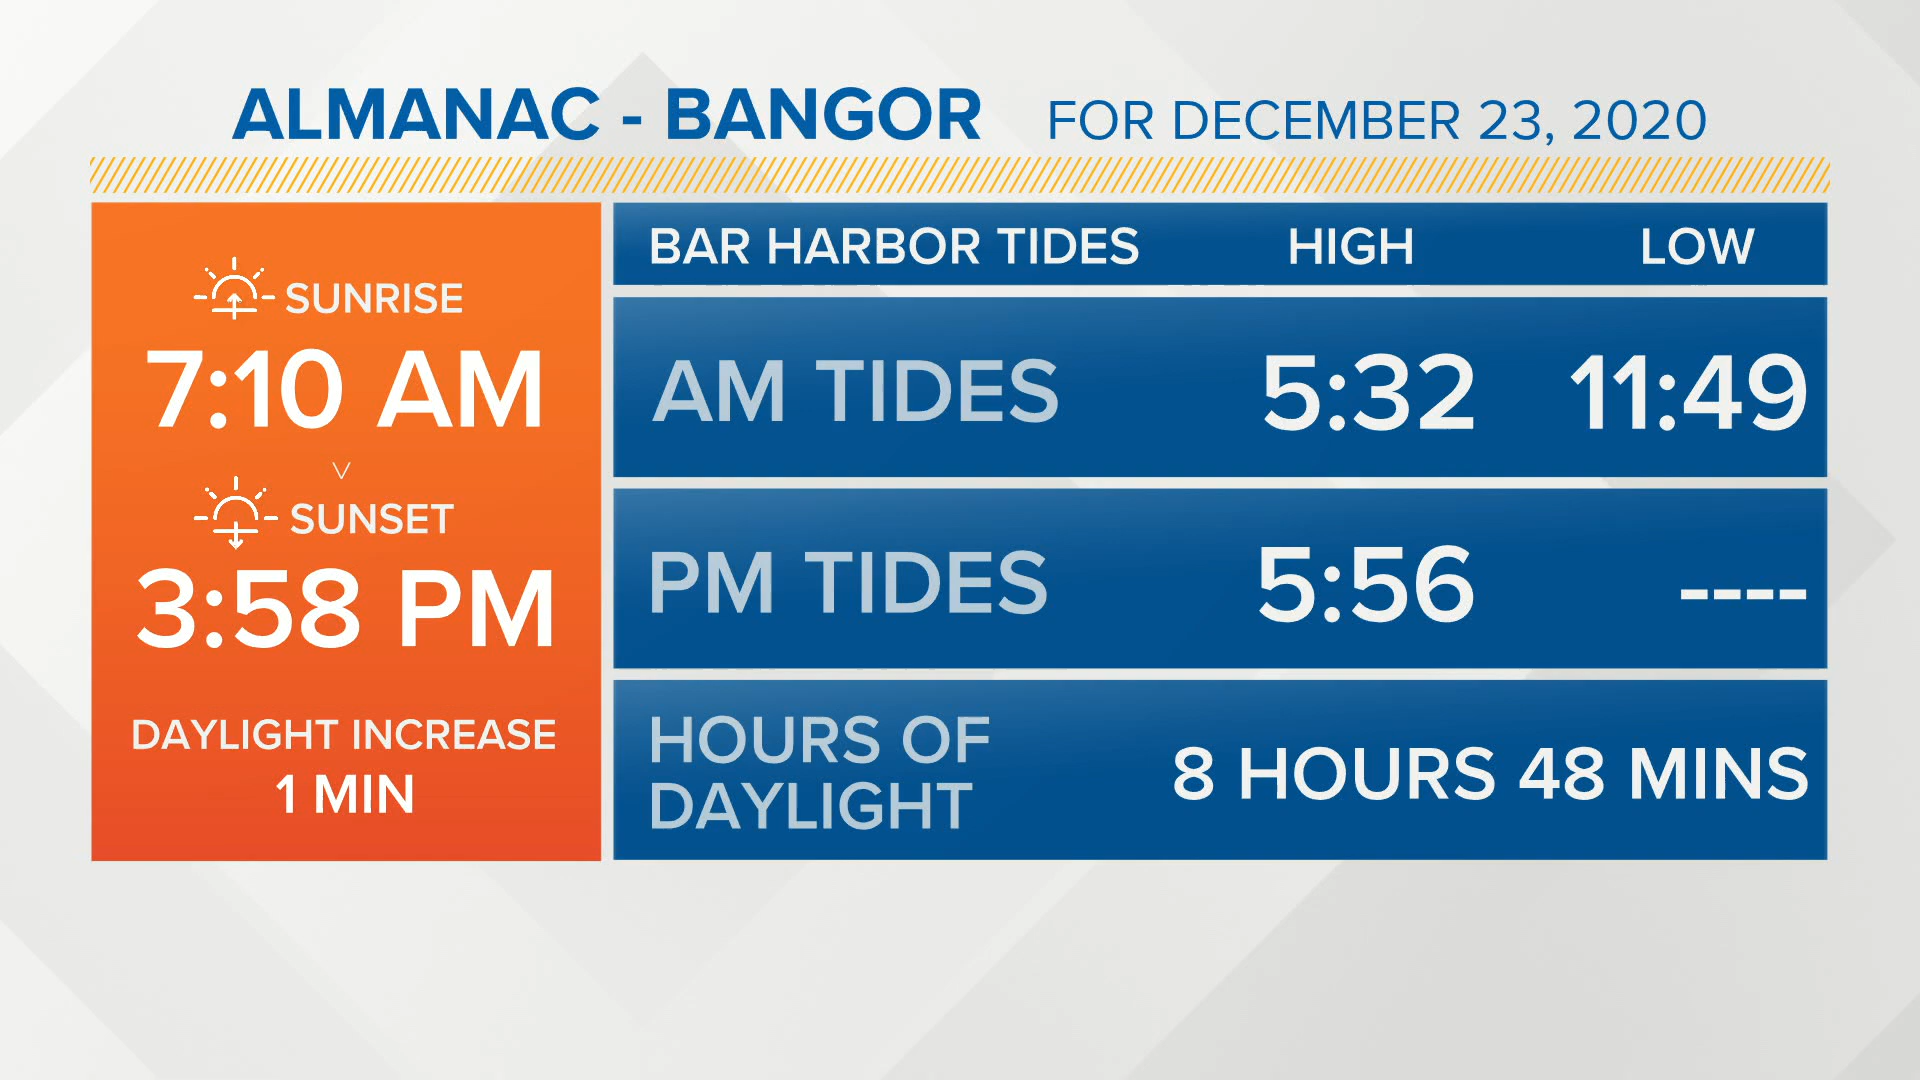 ALMANAC - BANGOR FOR DECEMBER 23, 2020
SUNRISE
7:10 AM
SUNSET
3:58 PM
DAYLIGHT INCREASE
1 MIN
BAR HARBOR TIDES HIGH LOW
AM TIDES 5:32 11:49
PM TIDES 5:56 ----
HOURS OF
DAYLIGHT
8 HOURS 48 MINS